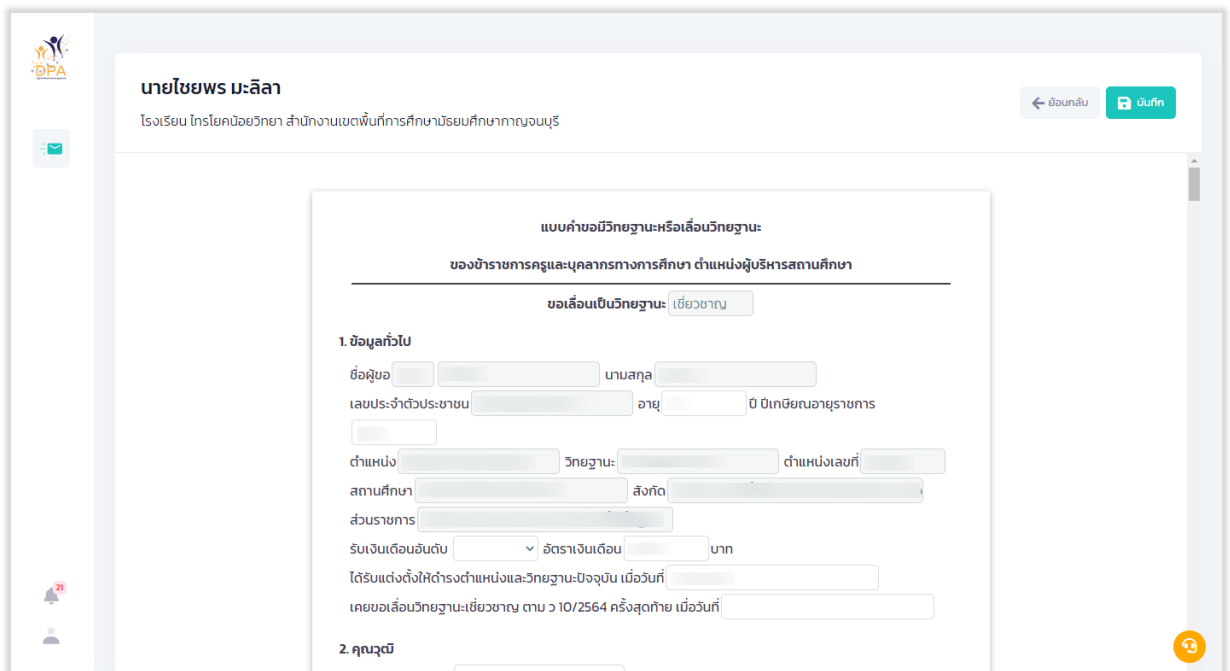 DPA
นายไชยพร มะลิลา
โรงเรียน ไทรโยคน้อยวิทยา สำนักงานเขตพื้นที่การศึกษามัธยมศึกษากาญจนบุรี
ย้อนกลับ
บันทึก
แบบคำขอมีวิทยฐานะหรือเลื่อนวิทยฐานะ
ของข้าราชการครูและบุคลากรทางการศึกษา ตำแหน่งผู้บริหารสถานศึกษา
ขอเลื่อนเป็นวิทยฐานะ เชี่ยวชาญ
1. ข้อมูลทั่วไป
ชื่อผู้ขอ นามสกุล
เลขประจำตัวประชาชน อายุ ปี ปีเกษียณอายุราชการ
ตำแหน่ง วิทยฐานะ ตำแหน่งเลขที่
สถานศึกษา สังกัด
ส่วนราชการ
รับเงินเดือนอันดับ อัตราเงินเดือน บาท
ได้รับแต่งตั้งให้ดำรงตำแหน่งและวิทยฐานะปัจจุบัน เมื่อวันที่
เคยขอเลื่อนวิทยฐานะเชี่ยวชาญ ตาม ว 10/2564 ครั้งสุดท้าย เมื่อวันที่
21
2. คุณวุฒิ